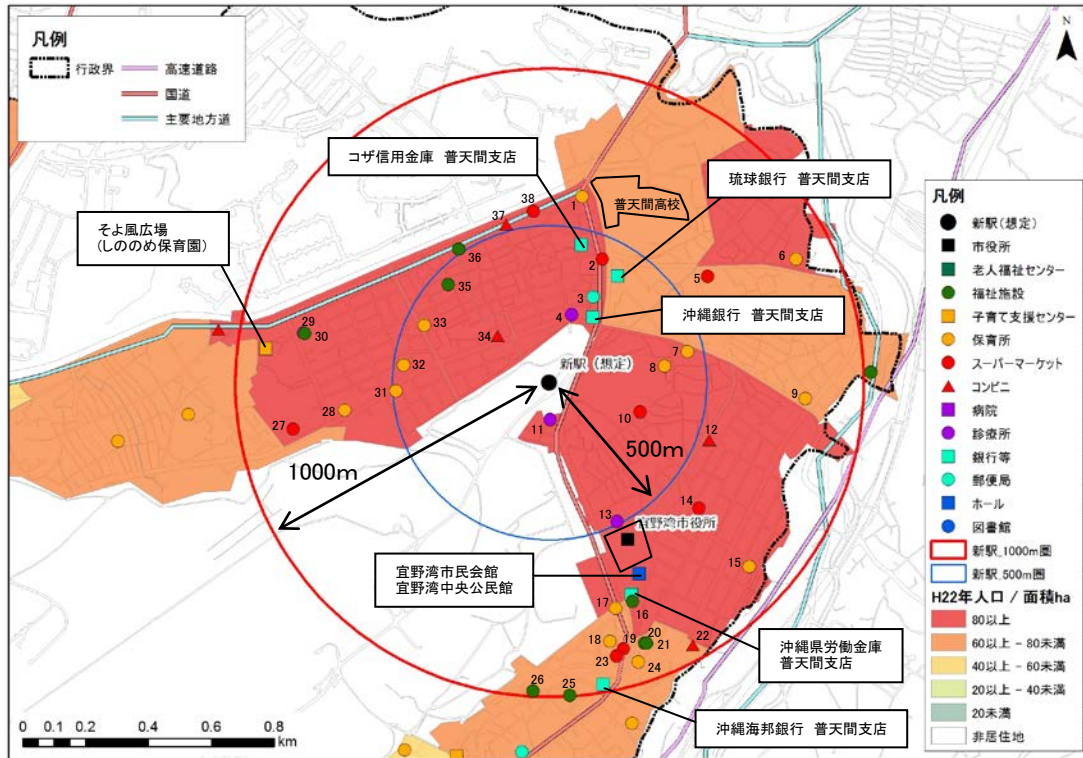 凡例
行政界
高速道路
国道
主要地方道
N
コザ信用金庫 普天間支店
琉球銀行 普天間支店
そよ風広場
(しののめ保育園)
普天間高校
沖縄銀行 普天間支店
新駅(想定)
1000m
500m
宜野湾市役所
宜野湾市民会館
宜野湾中央公民館
沖縄県労働金庫
普天間支店
沖縄海邦銀行 普天間支店
1
2
3
4
5
6
7
8
9
10
11
12
13
14
15
16
17
18
19
20
21
22
23
24
25
26
27
28
29
30
31
32
33
34
35
36
37
38
0 0.1 0.2 0.4 0.6 0.8
km
凡例
新駅(想定)
市役所
老人福祉センター
福祉施設
子育て支援センター
保育所
スーパーマーケット
コンビニ
病院
診療所
銀行等
郵便局
ホール
図書館
新駅_1000m圏
新駅_500m圏
H22年人口 / 面積ha
80以上
60以上 - 80未満
40以上 - 60未満
20以上 - 40未満
20未満
非居住地